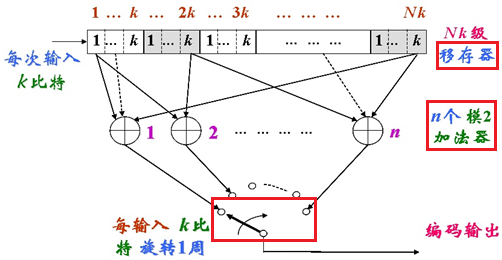 1 … k … 2k … 3k Nk
Nk级
1 … k 1 … k 1 … k … … … 1 … k
移存器
每次输入
k比特
1 2 … … … … n
n个 模2
加法器
每输入 k比
特 旋转1周
编码输出